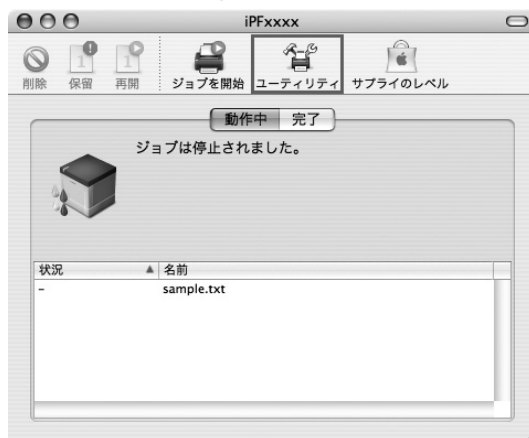 iPFxxxx
削除 保留 再開 ジョブを開始 ユーティリティ サプライのレベル
動作中 完了
ジョブは停止されました。
状況 名前
- sample.txt